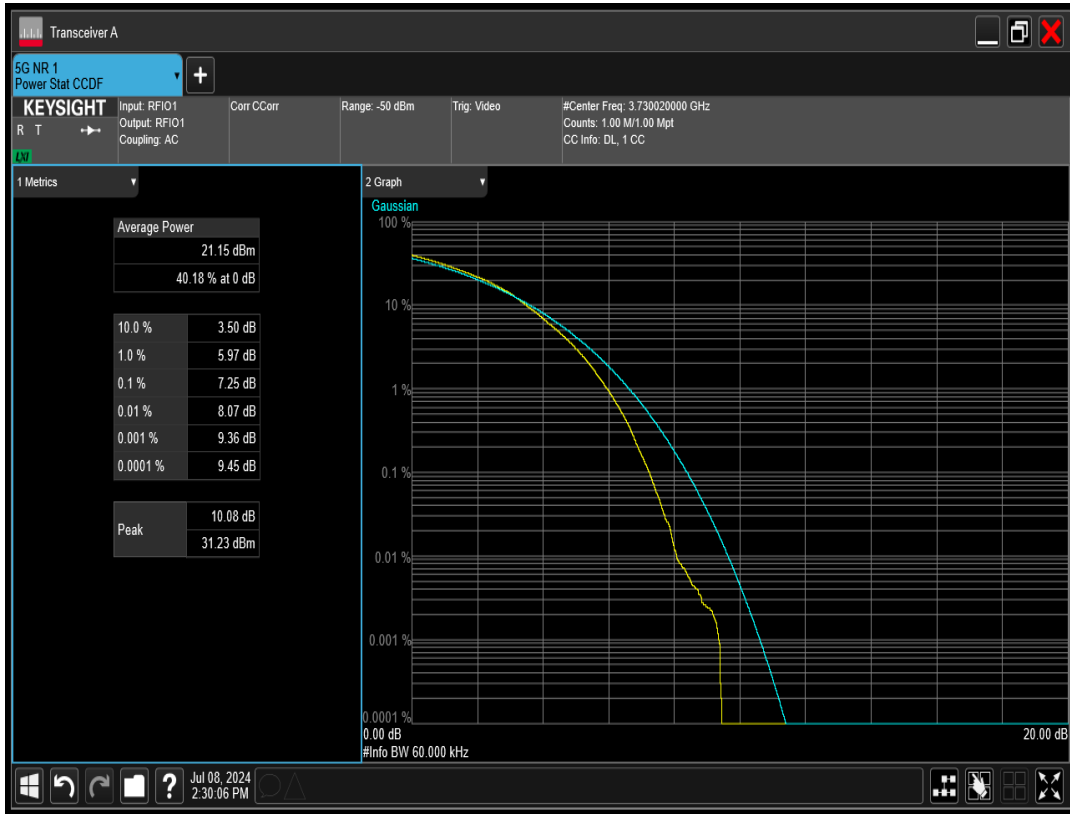 Transceiver A
5G NR 1
Power Stat CCDF
+
KEYSIGHT
R T
LXI
Input: RFIO1
Output: RFIO1
Coupling: AC
Corr CCorr
Range: -50 dBm
Trig: Video
#Center Freq: 3.730020000 GHz
Counts: 1.00 M/1.00 Mpt
CC Info: DL, 1 CC
1 Metrics
Average Power
21.15 dBm
40.18 % at 0 dB
10.0 % 3.50 dB
1.0 % 5.97 dB
0.1 % 7.25 dB
0.01 % 8.07 dB
0.001 % 9.36 dB
0.0001 % 9.45 dB
Peak
10.08 dB
31.23 dBm
2 Graph
Gaussian
100 %
10 %
1 %
0.1 %
0.01 %
0.001 %
0.0001 %
0.00 dB
20.00 dB
#Info BW 60.000 kHz
?
Jul 08, 2024
2:30:06 PM